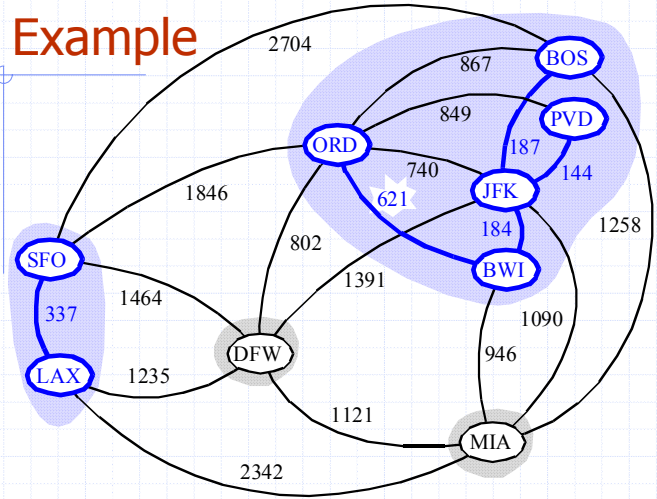 Example
2704
BOS
867
849
PVD
ORD
187
740
144
JFK
1846
621
184
1258
802
SFO
BWI
1391
1464
337
1090
946
DFW
LAX
1235
1121
MIA
2342